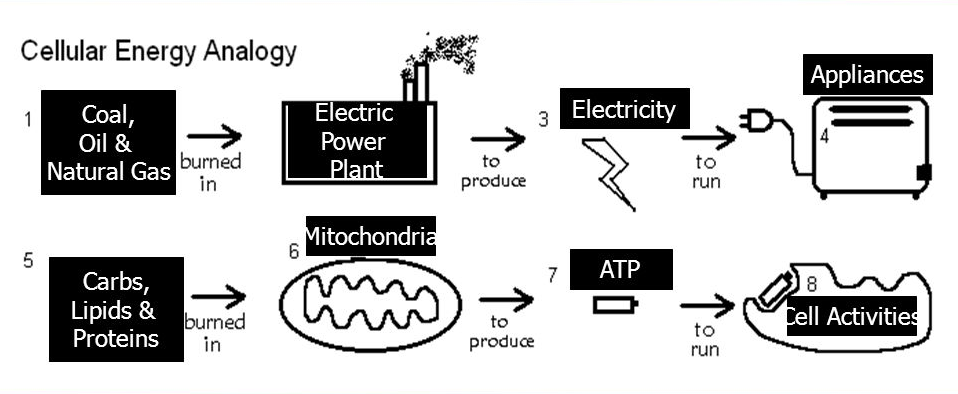 Cellular Energy Analogy
1
Coal,
Oil &
Natural Gas
burned
in
Electric
Power
Plant
to
produce
3
Electricity
to
run
Appliances
4
5
Carbs,
Lipids &
Proteins
burned
in
6
Mitochondria
to
produce
7
ATP
to
run
8
Cell Activities